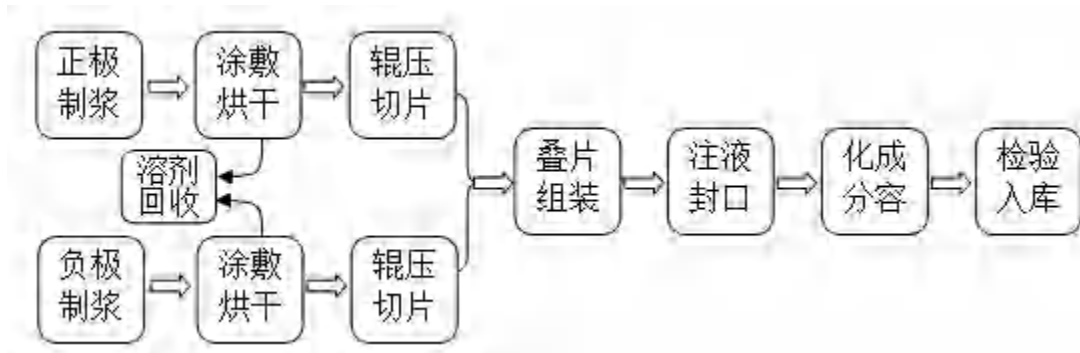 正极
制浆
涂敷
烘干
辊压
切片
溶剂
回收
负极
制浆
涂敷
烘干
辊压
切片
叠片
组装
注液
封口
化成
分容
检验
入库